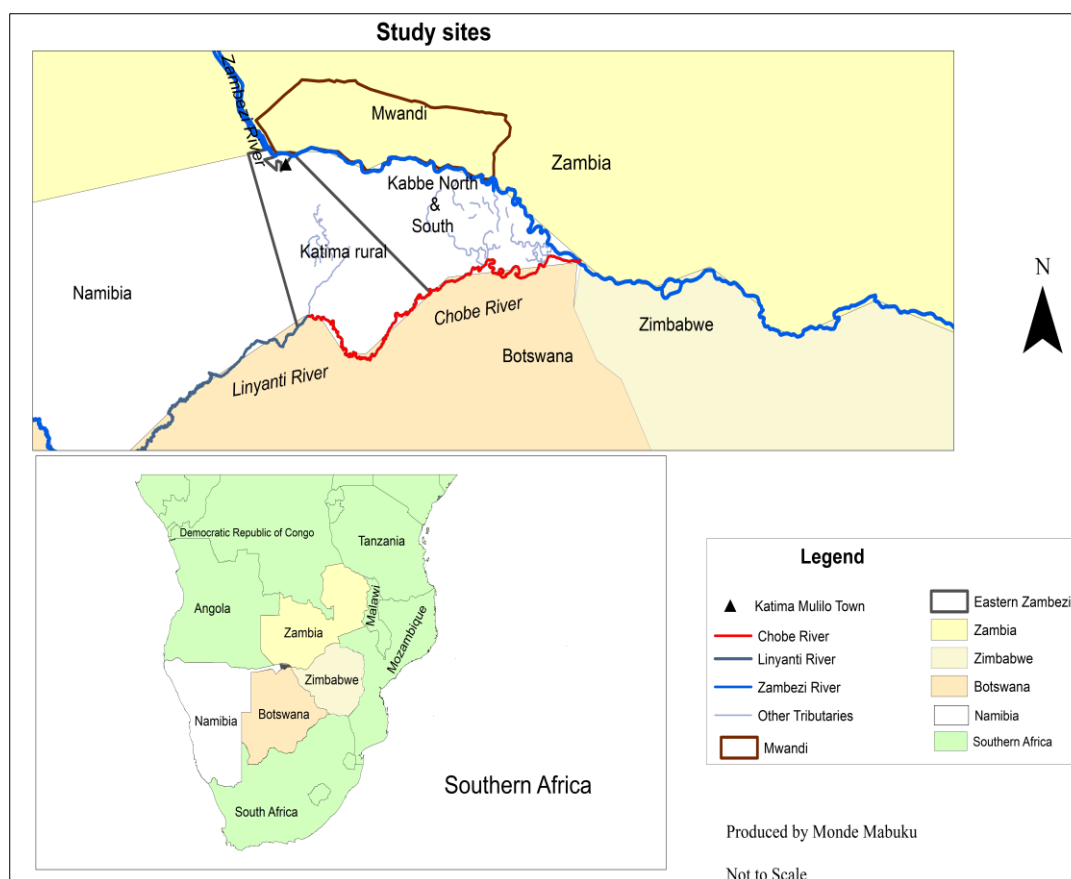 Study sites
Zambezi River
Mwandi
Zambia
Kabbe North
&
South
Katima rural
Namibia
Chobe River
Zimbabwe
Botswana
Linyanti River
N
Democratic Republic of Congo
Tanzania
Angola
Malawi
Zambia
Mozambique
Zimbabwe
Namibia
Botswana
Southern Africa
South Africa
Legend
Katima Mulilo Town
Chobe River
Linyanti River
Zambezi River
Other Tributaries
Mwandi
Eastern Zambezi
Zambia
Zimbabwe
Botswana
Namibia
Southern Africa
Produced by Monde Mabuku
Not to Scale